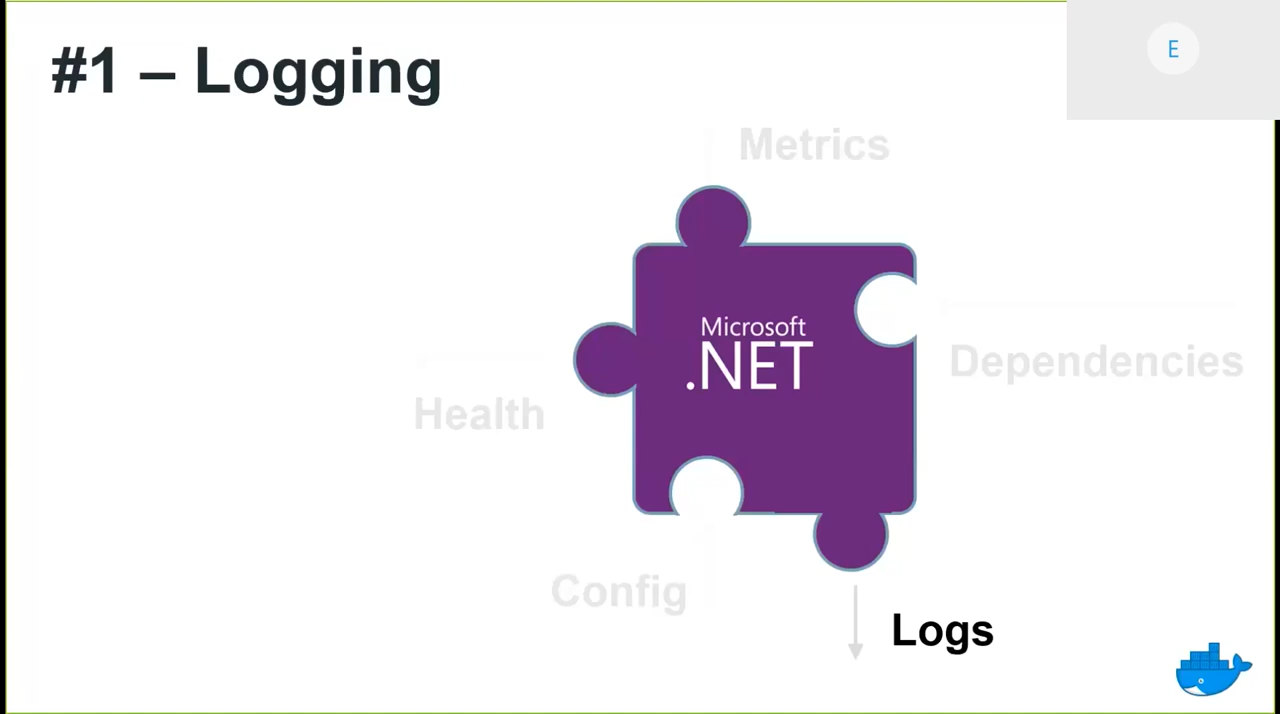 #1 – Logging
E
Metrics
Microsoft
.NET
Dependencies
Health
Config
Logs